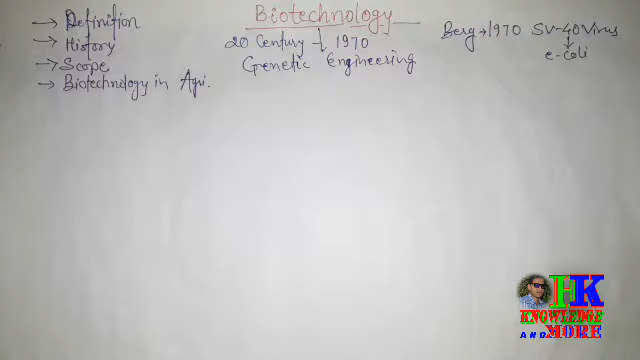 Biotechnology
→ Definition
→ History
→ Scope
→ Biotechnology in Agri.
20 Century → 1970
Genetic Engineering
Berg → 1970 SV-40 Virus
e-coli
HK
KNOWLEDGE
AND MORE